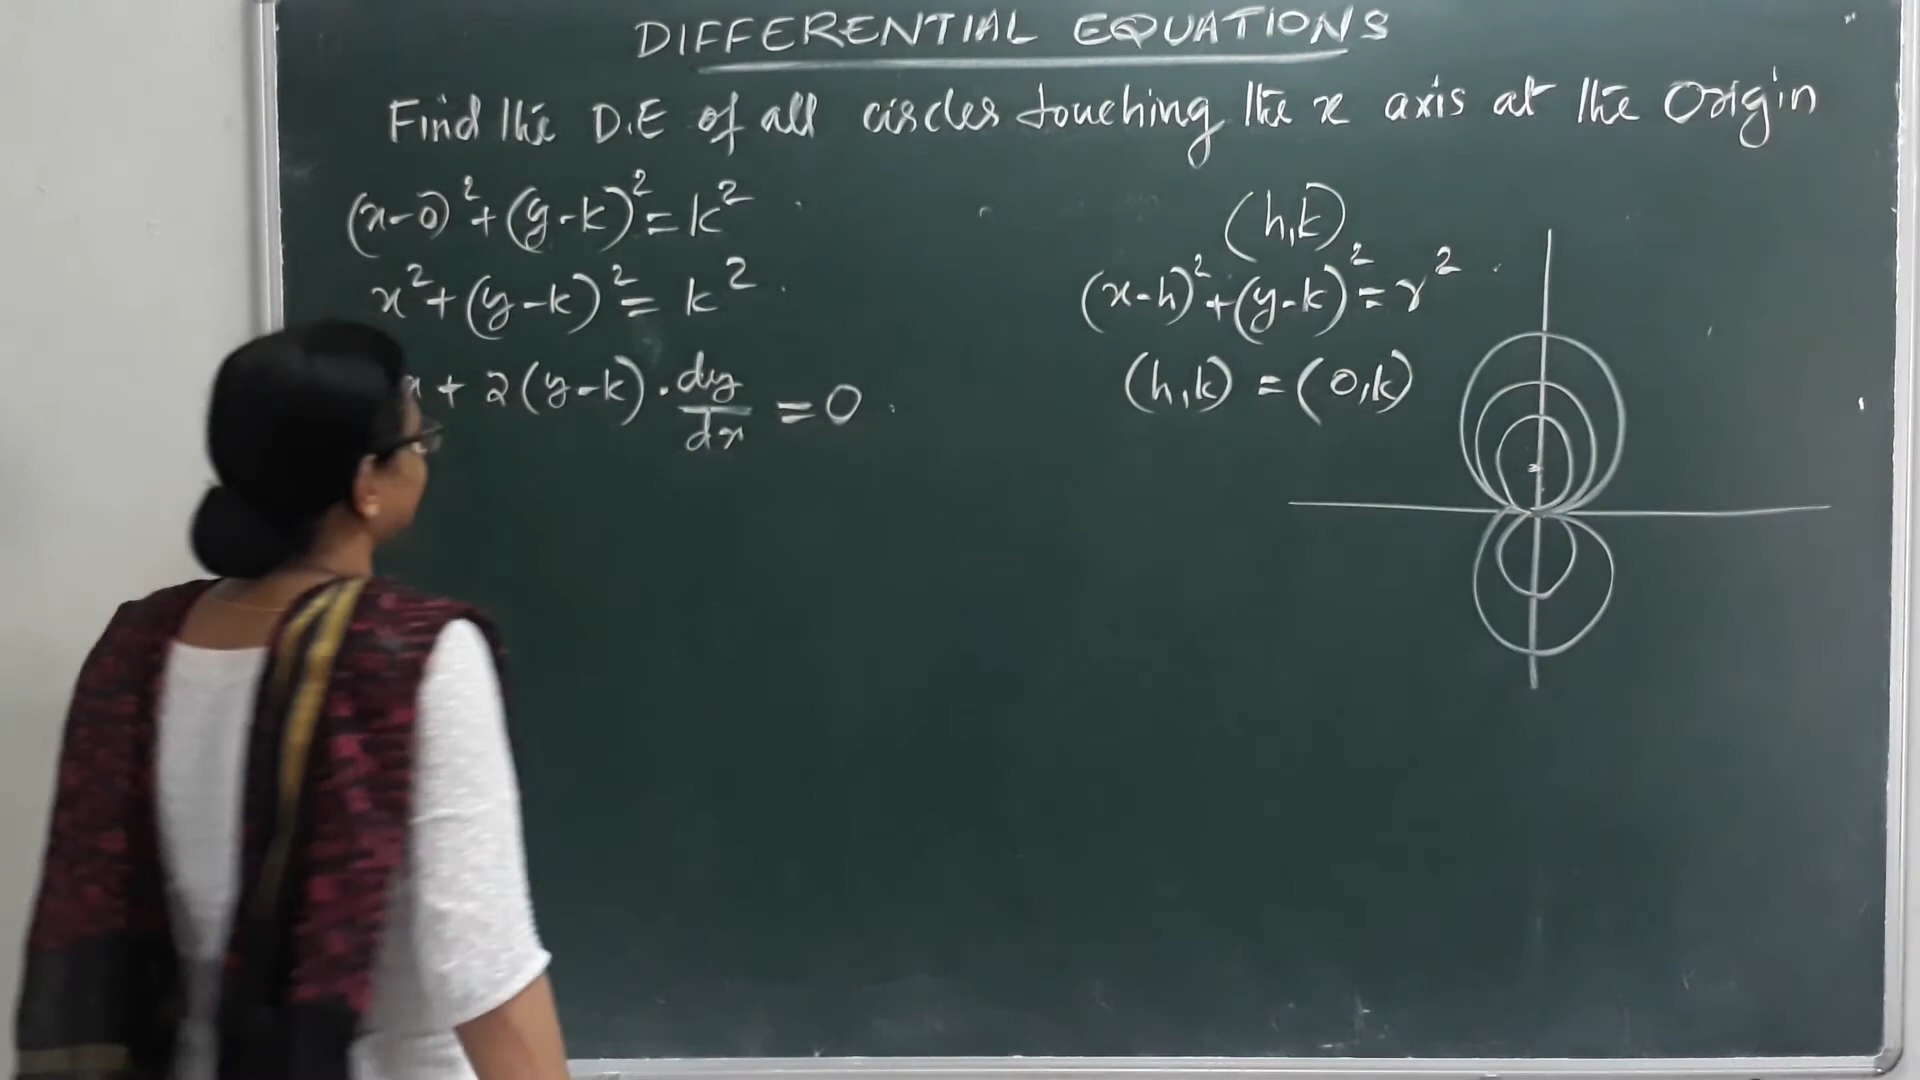 DIFFERENTIAL EQUATIONS
Find the D.E of all circles touching the x axis at the Origin
(x-0)²+(y-k)²=k²
x²+(y-k)²=k²
x + 2(y-k).dy/dx =0
(h,k)
(x-h)²+(y-k)²=r²
(h,k) = (0,k)